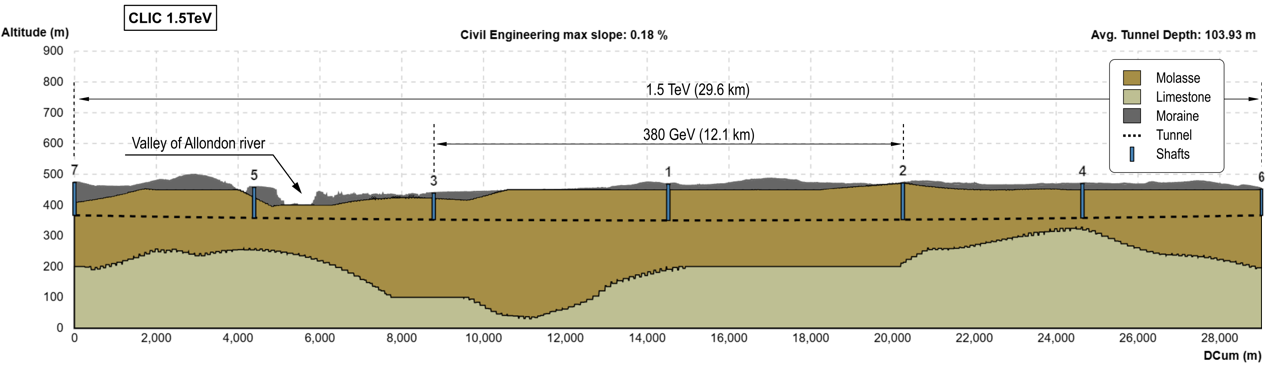 CLIC 1.5TeV
Altitude (m)
Civil Engineering max slope: 0.18 %
Avg. Tunnel Depth: 103.93 m
900
800
700
600
500
400
300
200
100
0
1.5 TeV (29.6 km)
380 GeV (12.1 km)
Valley of Allondon river
7
5
3
1
2
4
6
Molasse
Limestone
Moraine
Tunnel
Shafts
0
2,000
4,000
6,000
8,000
10,000
12,000
14,000
16,000
18,000
20,000
22,000
24,000
26,000
28,000
DCum (m)